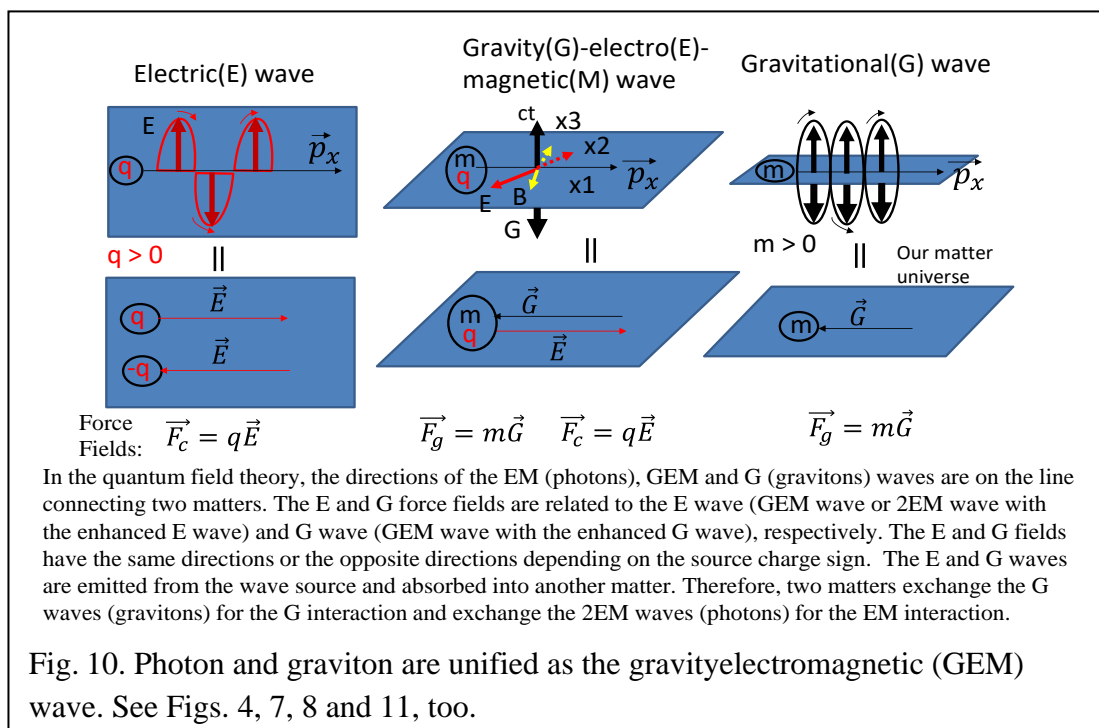 Electric(E) wave
Gravity(G)-electro(E)-
magnetic(M) wave
Gravitational(G) wave
E
q
p⃗_x
q > 0
ct
x3
x2
x1
m
q
p⃗_x
E
B
G
m
p⃗_x
m > 0
Our matter
universe
=
=
=
q
E⃗
-q
E⃗
m
q
G⃗
E⃗
m
G⃗
Force
Fields:
F⃗_c = qE⃗
F⃗_g = mG⃗
F⃗_c = qE⃗
F⃗_g = mG⃗
In the quantum field theory, the directions of the EM (photons), GEM and G (gravitons) waves are on the line
connecting two matters. The E and G force fields are related to the E wave (GEM wave or 2EM wave with
the enhanced E wave) and G wave (GEM wave with the enhanced G wave), respectively. The E and G fields
have the same directions or the opposite directions depending on the source charge sign. The E and G waves
are emitted from the wave source and absorbed into another matter. Therefore, two matters exchange the G
waves (gravitons) for the G interaction and exchange the 2EM waves (photons) for the EM interaction.
Fig. 10. Photon and graviton are unified as the gravityelectromagnetic (GEM)
wave. See Figs. 4, 7, 8 and 11, too.